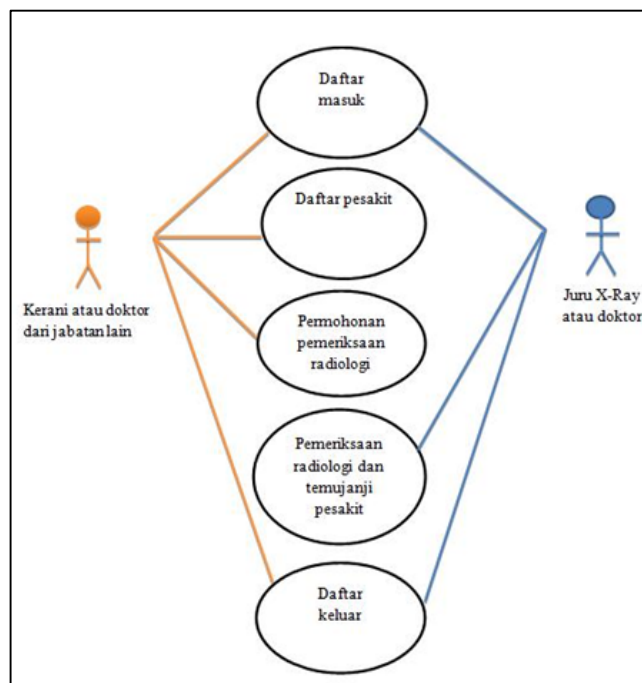 Daftar
masuk
Daftar pesakit
Kerani atau doktor
dari jabatan lain
Juru X-Ray
atau doktor
Permohonan
pemeriksaan
radiologi
Pemeriksaan
radiologi dan
temujanji
pesakit
Daftar
keluar